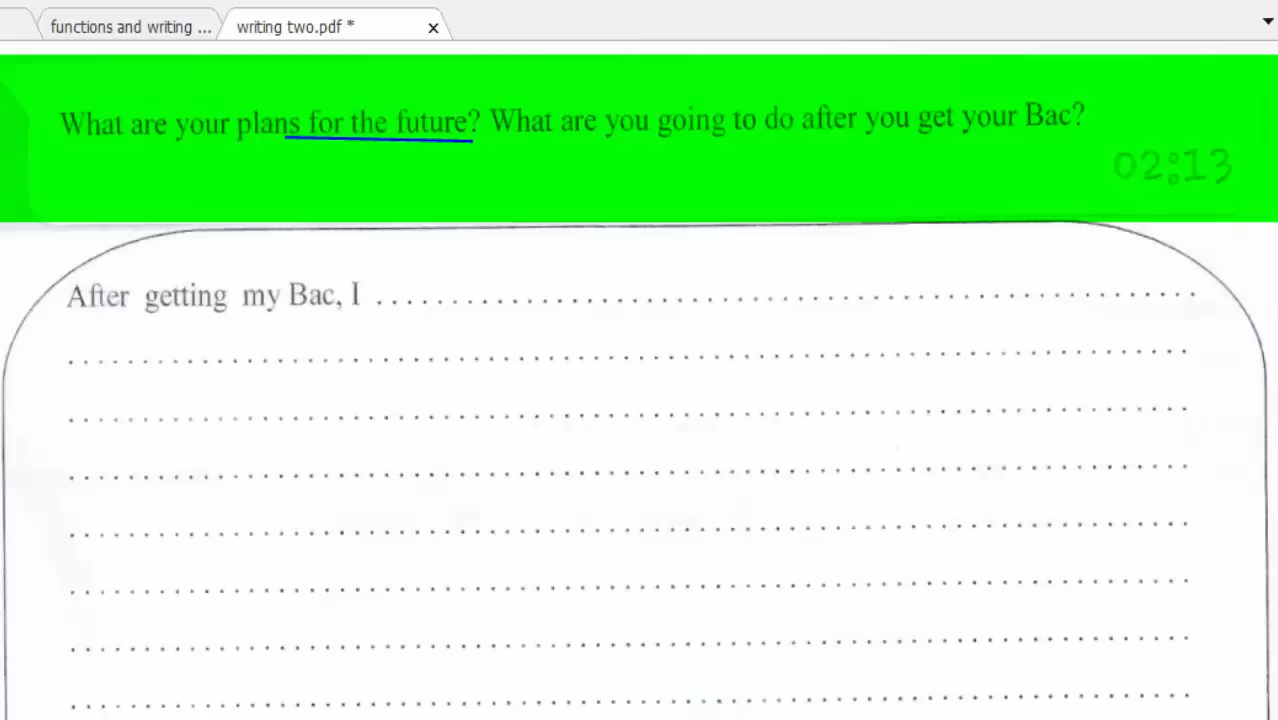 functions and writing ...
writing two.pdf *
x
What are your plans for the future? What are you going to do after you get your Bac?
02:13
After getting my Bac, I ........................................................